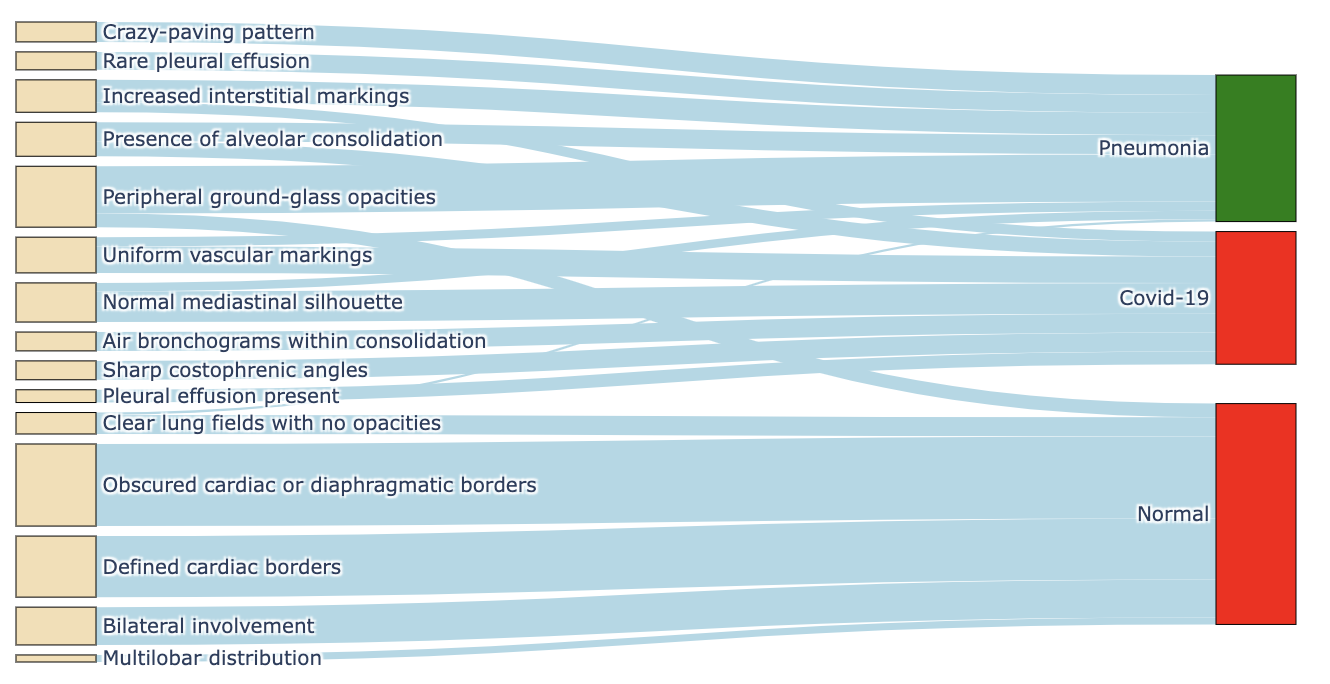 Crazy-paving pattern
Rare pleural effusion
Increased interstitial markings
Presence of alveolar consolidation
Peripheral ground-glass opacities
Uniform vascular markings
Normal mediastinal silhouette
Air bronchograms within consolidation
Sharp costophrenic angles
Pleural effusion present
Clear lung fields with no opacities
Obscured cardiac or diaphragmatic borders
Defined cardiac borders
Bilateral involvement
Multilobar distribution
Pneumonia
Covid-19
Normal